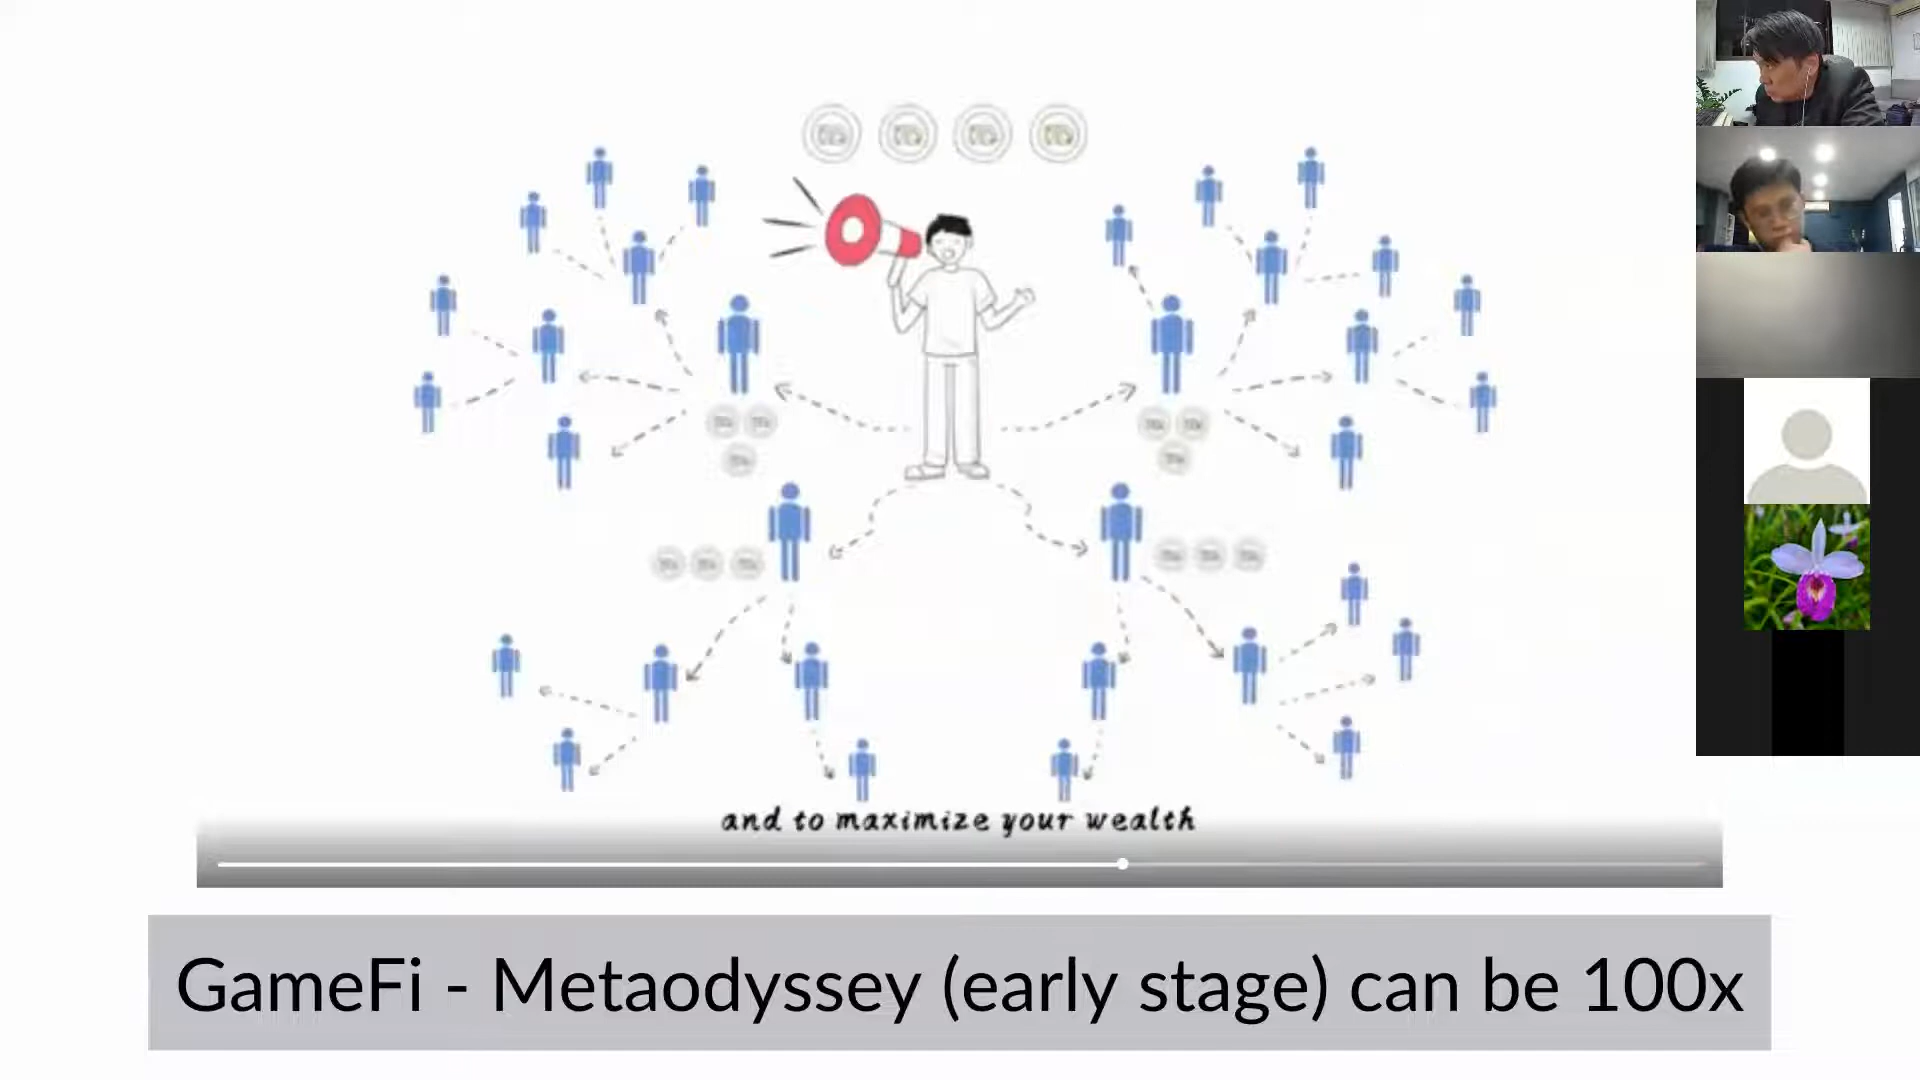 and to maximize your wealth
GameFi - Metaodyssey (early stage) can be 100x